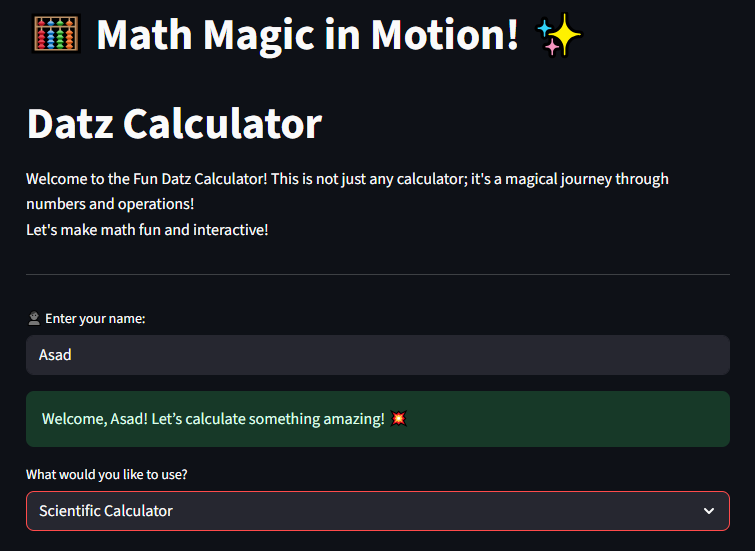 🧮 Math Magic in Motion! ✨
Datz Calculator
Welcome to the Fun Datz Calculator! This is not just any calculator; it's a magical journey through
numbers and operations!
Let's make math fun and interactive!
Enter your name:
Asad
Welcome, Asad! Let’s calculate something amazing! 💥
What would you like to use?
Scientific Calculator